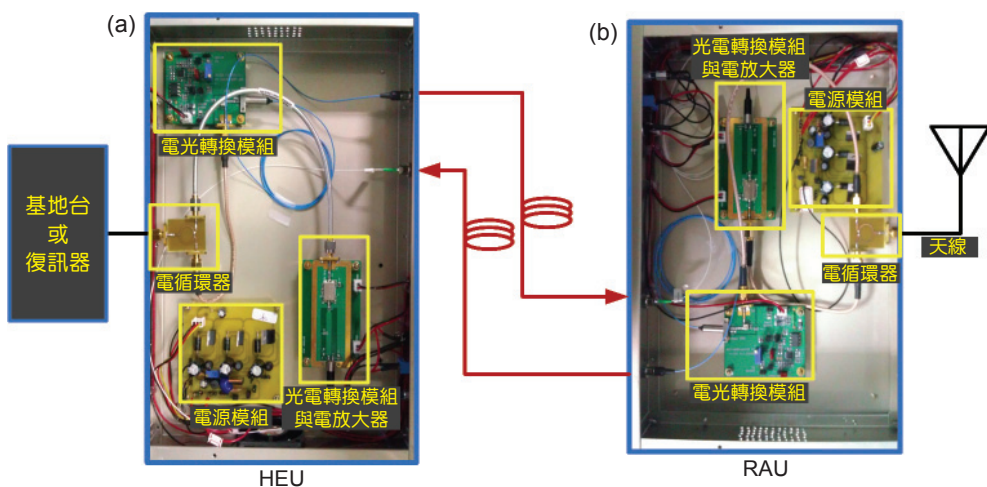 (a)
電光轉換模組
基地台
或
復訊器
電循環器
電源模組
光電轉換模組
與電放大器
HEU
(b)
光電轉換模組
與電放大器
電源模組
天線
電循環器
電光轉換模組
RAU